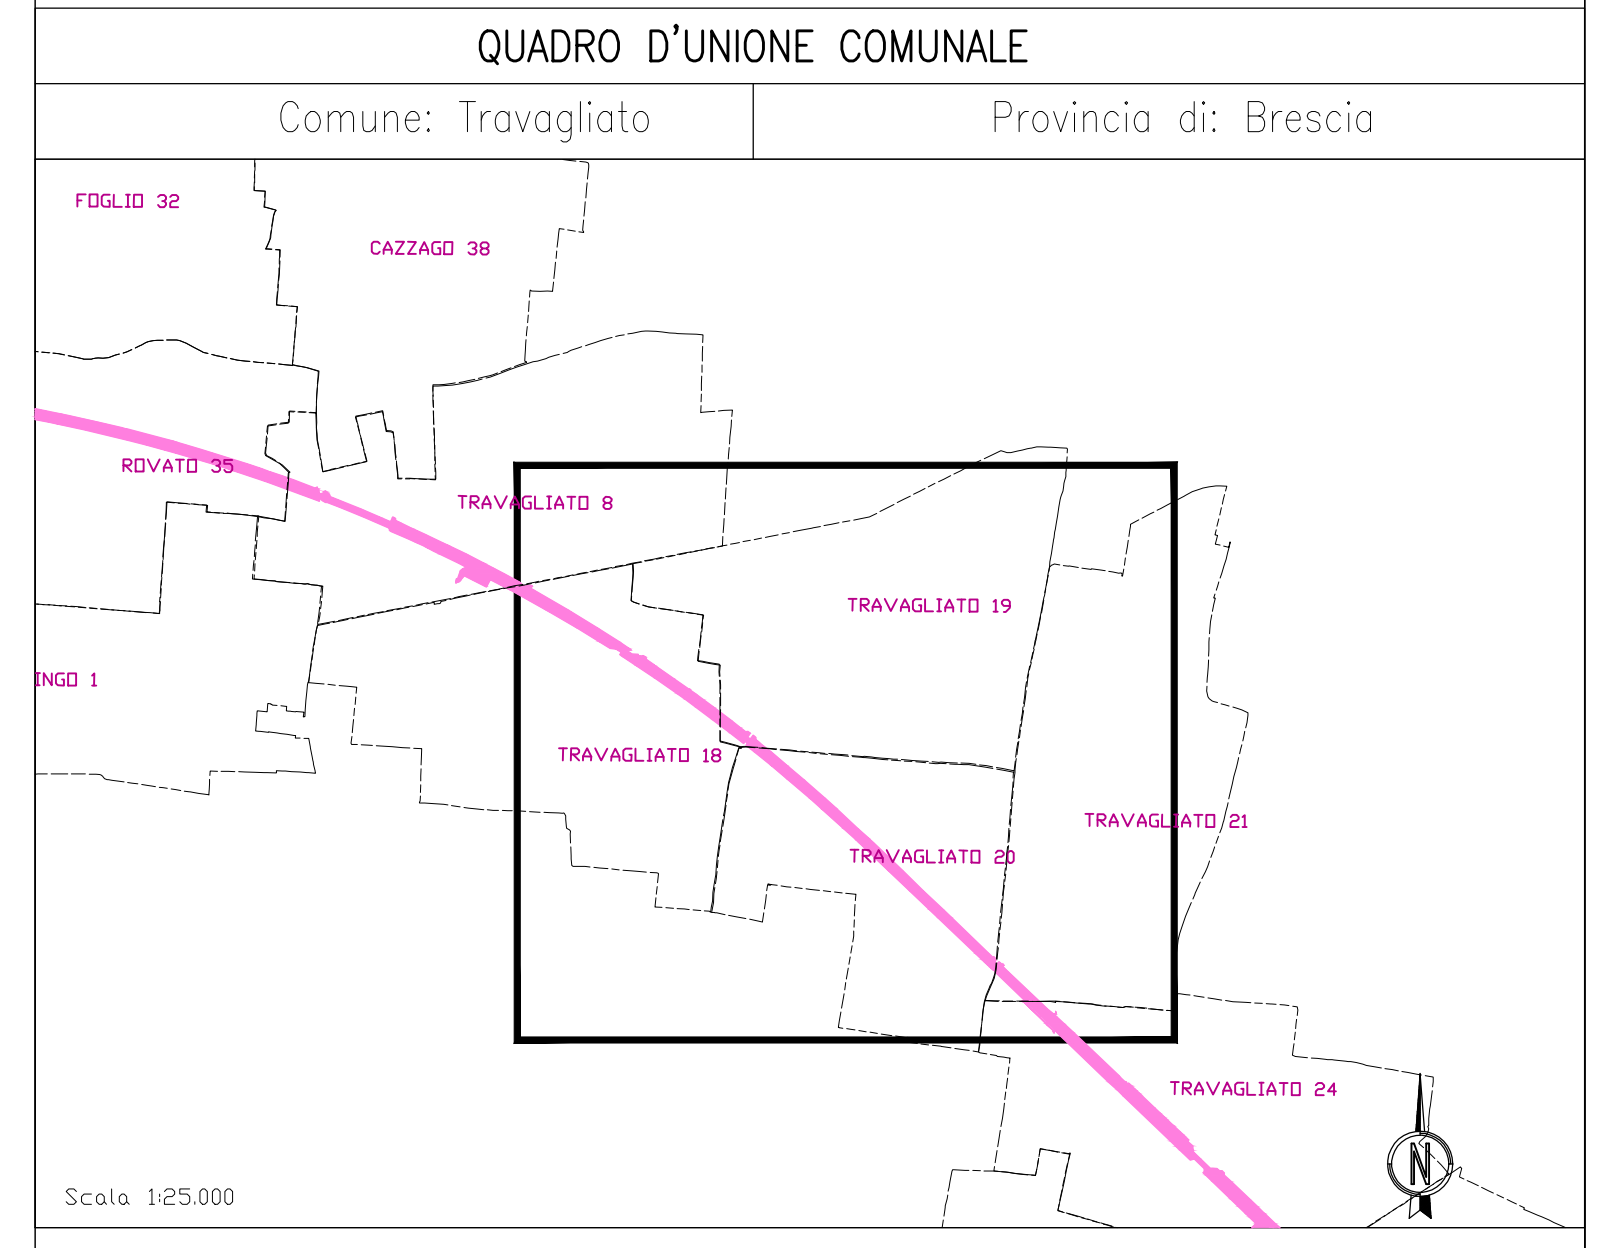 QUADRO D'UNIONE COMUNALE
Comune: Travagliato
Provincia di: Brescia
FOGLIO 32
CAZZAGO 38
ROVATO 35
TRAVAGLIATO 8
TRAVAGLIATO 19
INGO 1
TRAVAGLIATO 18
TRAVAGLIATO 21
TRAVAGLIATO 20
TRAVAGLIATO 24
N
Scala 1:25.000